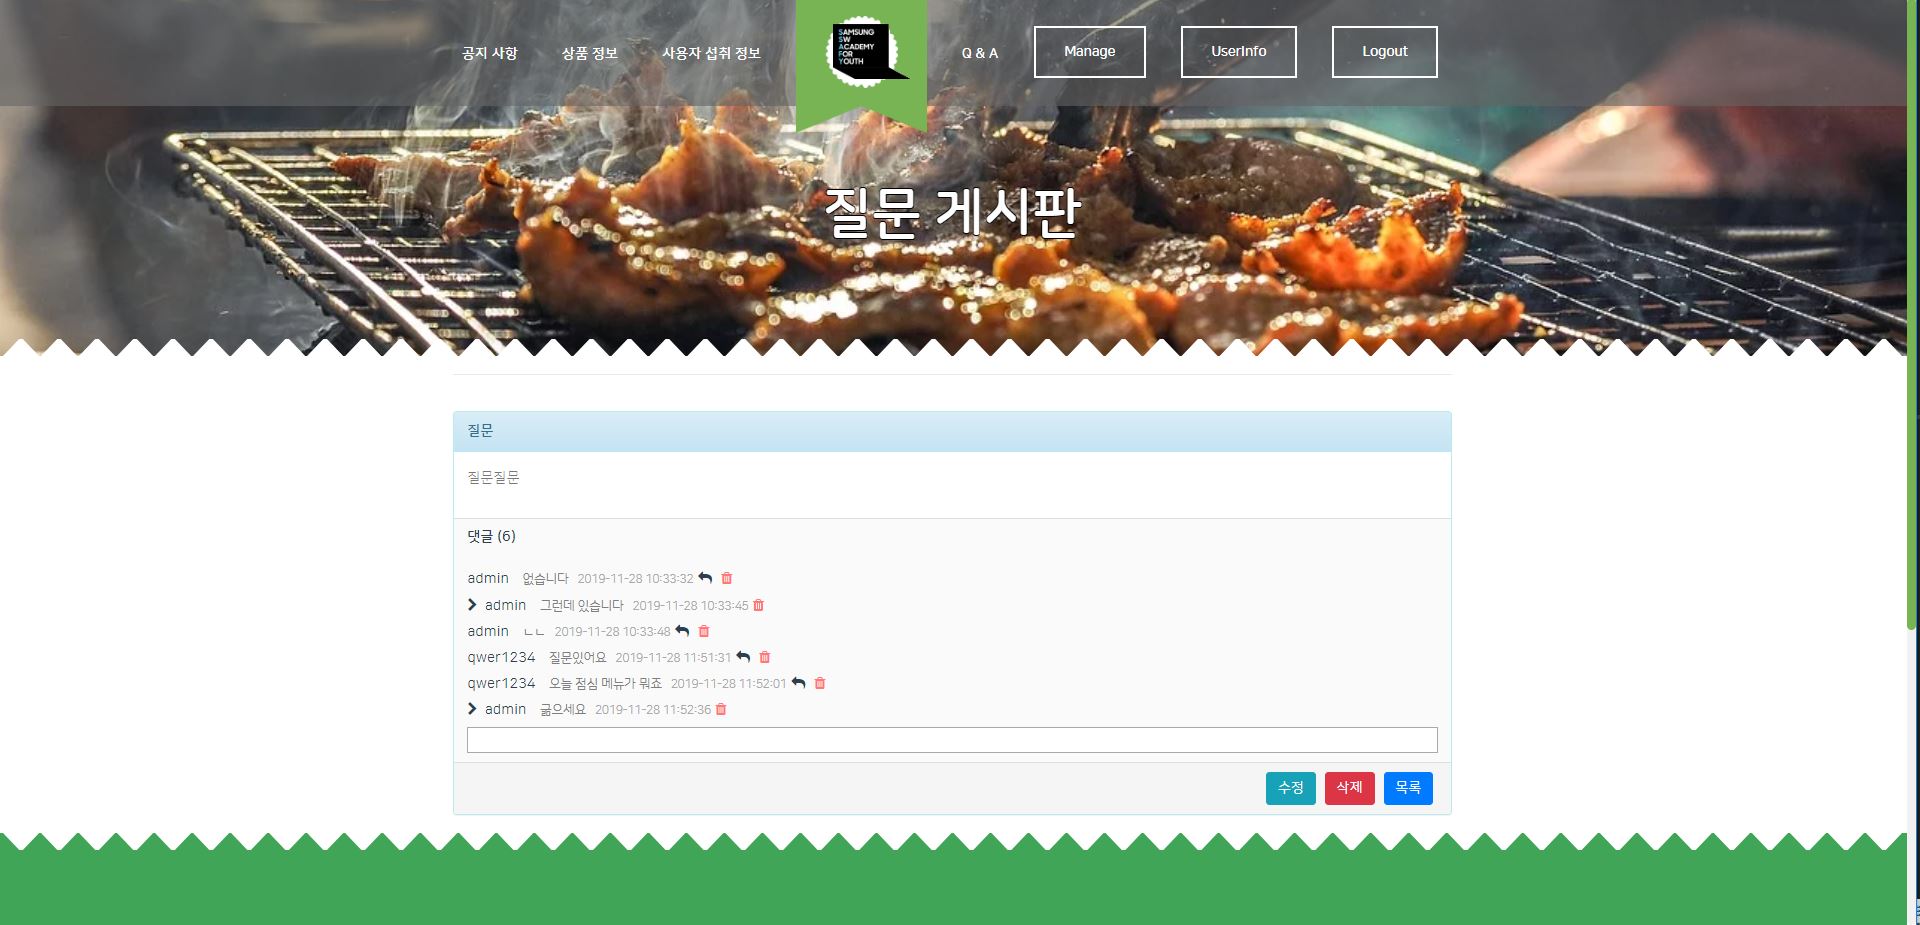 공지 사항
상품 정보
사용자 섭취 정보
SAMSUNG
SW
ACADEMY
FOR
YOUTH
Q & A
Manage
UserInfo
Logout
질문 게시판
질문
질문질문
댓글 (6)
admin 없습니다 2019-11-28 10:33:32
admin 그런데 있습니다 2019-11-28 10:33:45
admin ㄴㄴ 2019-11-28 10:33:48
qwer1234 질문있어요 2019-11-28 11:51:31
qwer1234 오늘 점심 메뉴가 뭐죠 2019-11-28 11:52:01
admin 굶으세요 2019-11-28 11:52:36
수정 삭제 목록